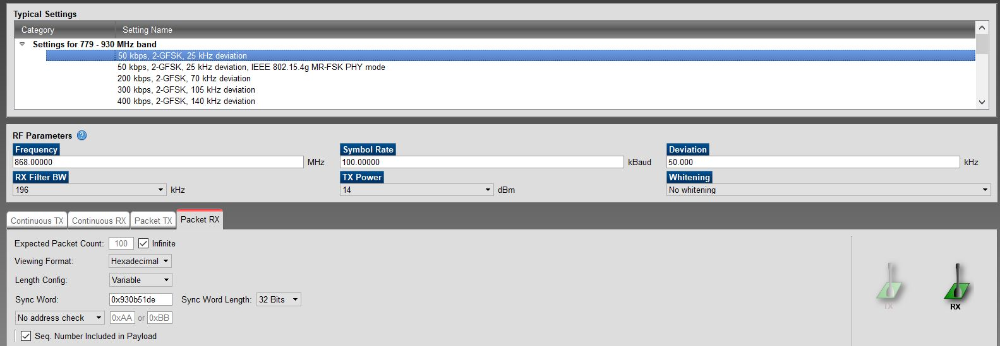 Typical Settings
Category Setting Name
Settings for 779 - 930 MHz band
50 kbps, 2-GFSK, 25 kHz deviation
50 kbps, 2-GFSK, 25 kHz deviation, IEEE 802.15.4g MR-FSK PHY mode
200 kbps, 2-GFSK, 70 kHz deviation
300 kbps, 2-GFSK, 105 kHz deviation
400 kbps, 2-GFSK, 140 kHz deviation
RF Parameters ?
Frequency Symbol Rate Deviation
868.00000 MHz 100.00000 kBaud 50.000 kHz
RX Filter BW TX Power Whitening
196 kHz 14 dBm No whitening
Continuous TX Continuous RX Packet TX Packet RX
Expected Packet Count: 100 Infinite
Viewing Format: Hexadecimal
Length Config: Variable
Sync Word: 0x930b51de Sync Word Length: 32 Bits
No address check 0xAA or 0xBB
Seq. Number Included in Payload
TX RX